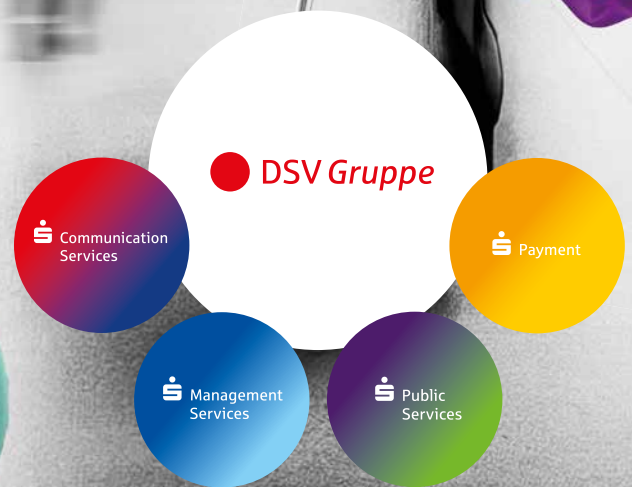 DSV Gruppe
Communication
Services
Payment
Management
Services
Public
Services